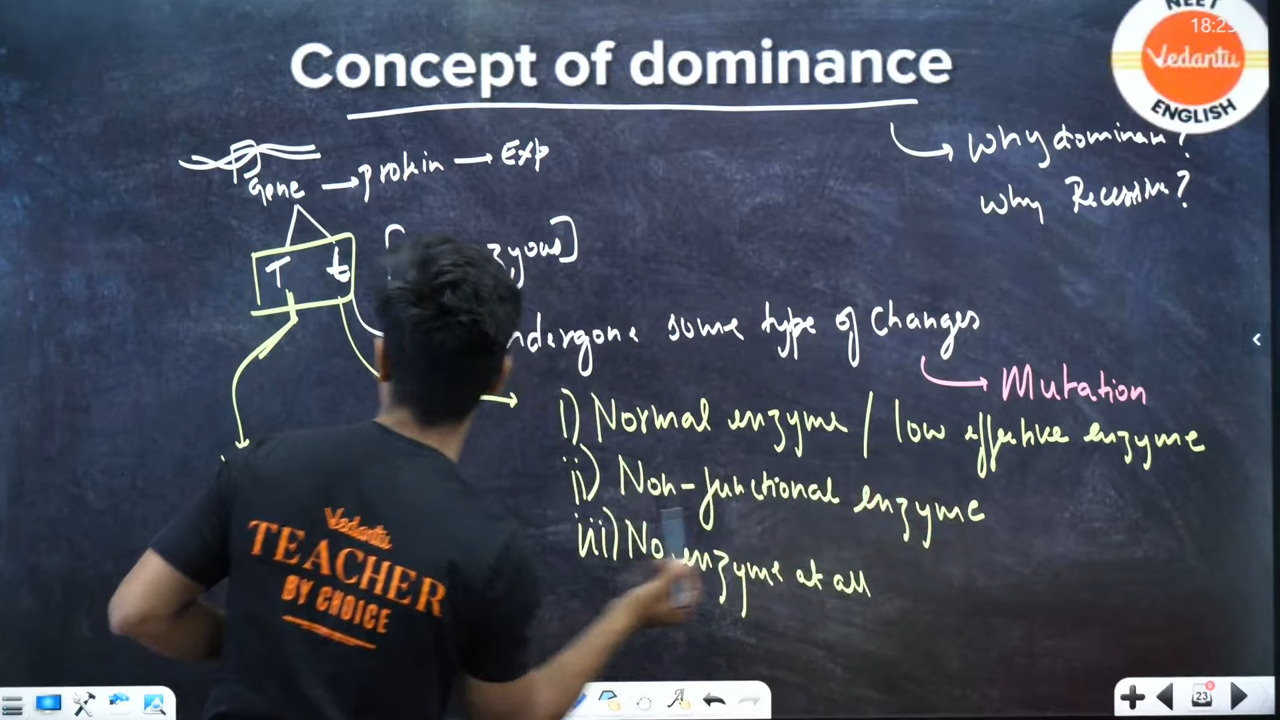 NEET
18:29
Vedantu
ENGLISH
Concept of dominance
Why dominant?
why Recessive?
gene → protein → Exp
T t
undergone some type of changes
Mutation
i) Normal enzyme / low effective enzyme
ii) Non-functional enzyme
iii) No enzyme at all
Vedantu
TEACHER
BY CHOICE
23